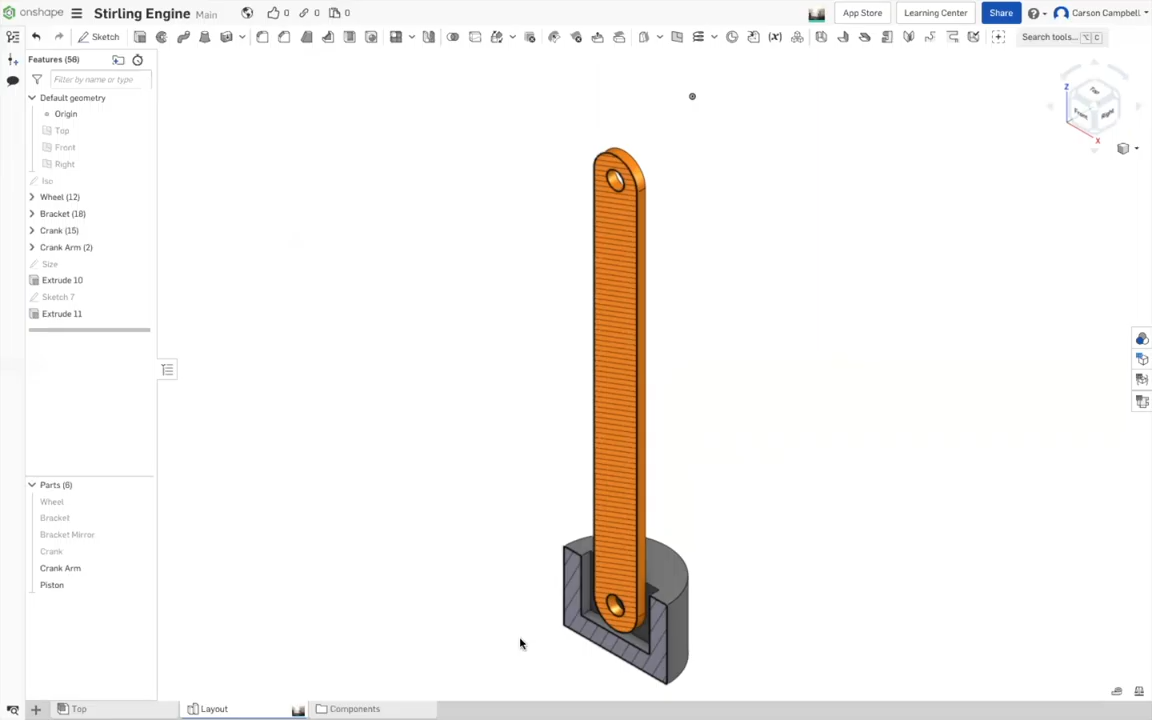 onshape Stirling Engine Main 0 0 0 App Store Learning Center Share Carson Campbell
Sketch Search tools... ⌥ C
Features (58)
Filter by name or type
Default geometry
Origin
Top
Front
Right
Iso
Wheel (12)
Bracket (18)
Crank (15)
Crank Arm (2)
Size
Extrude 10
Sketch 7
Extrude 11
Parts (6)
Wheel
Bracket
Bracket Mirror
Crank
Crank Arm
Piston
Z
Top
Front
Right
X
Top Layout Components